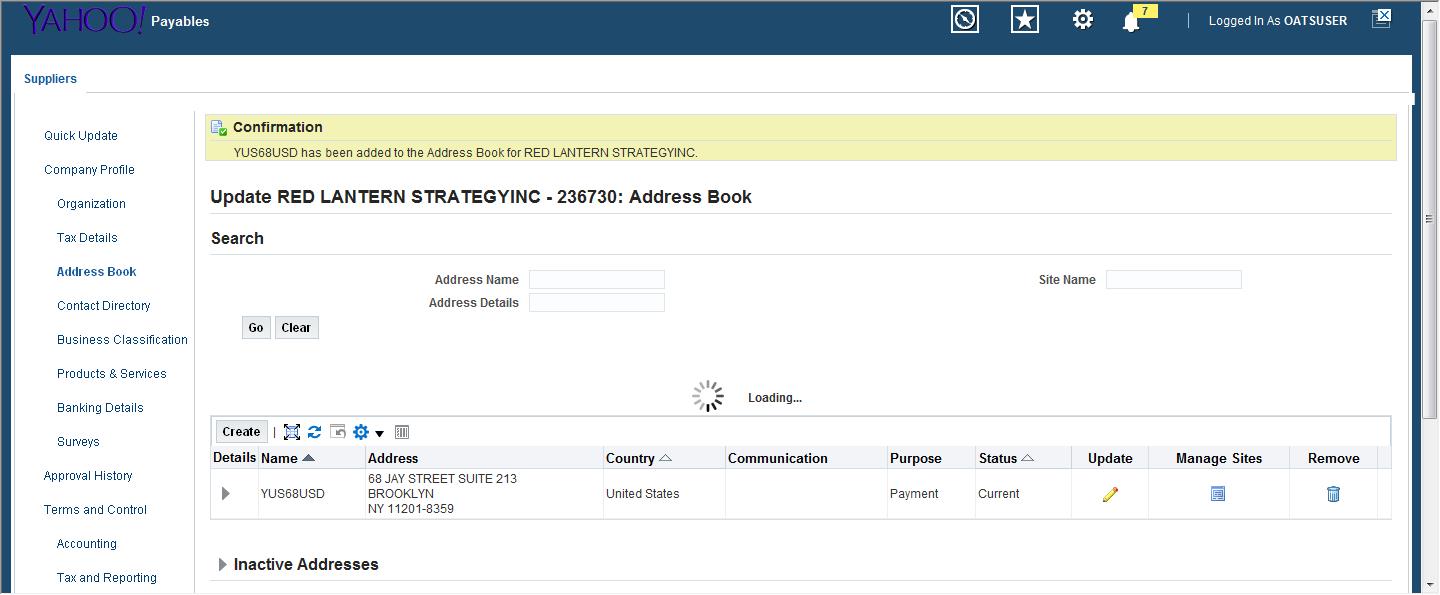 YAHOO! Payables
7
Logged In As OATSUSER
Suppliers
Quick Update
Company Profile
Organization
Tax Details
Address Book
Contact Directory
Business Classification
Products & Services
Banking Details
Surveys
Approval History
Terms and Control
Accounting
Tax and Reporting
Confirmation
YUS68USD has been added to the Address Book for RED LANTERN STRATEGYINC.
Update RED LANTERN STRATEGYINC - 236730: Address Book
Search
Address Name
Site Name
Address Details
Go Clear
Loading...
Create |
Details Name Address Country Communication Purpose Status Update Manage Sites Remove
YUS68USD 68 JAY STREET SUITE 213 United States Payment Current
BROOKLYN
NY 11201-8359
Inactive Addresses